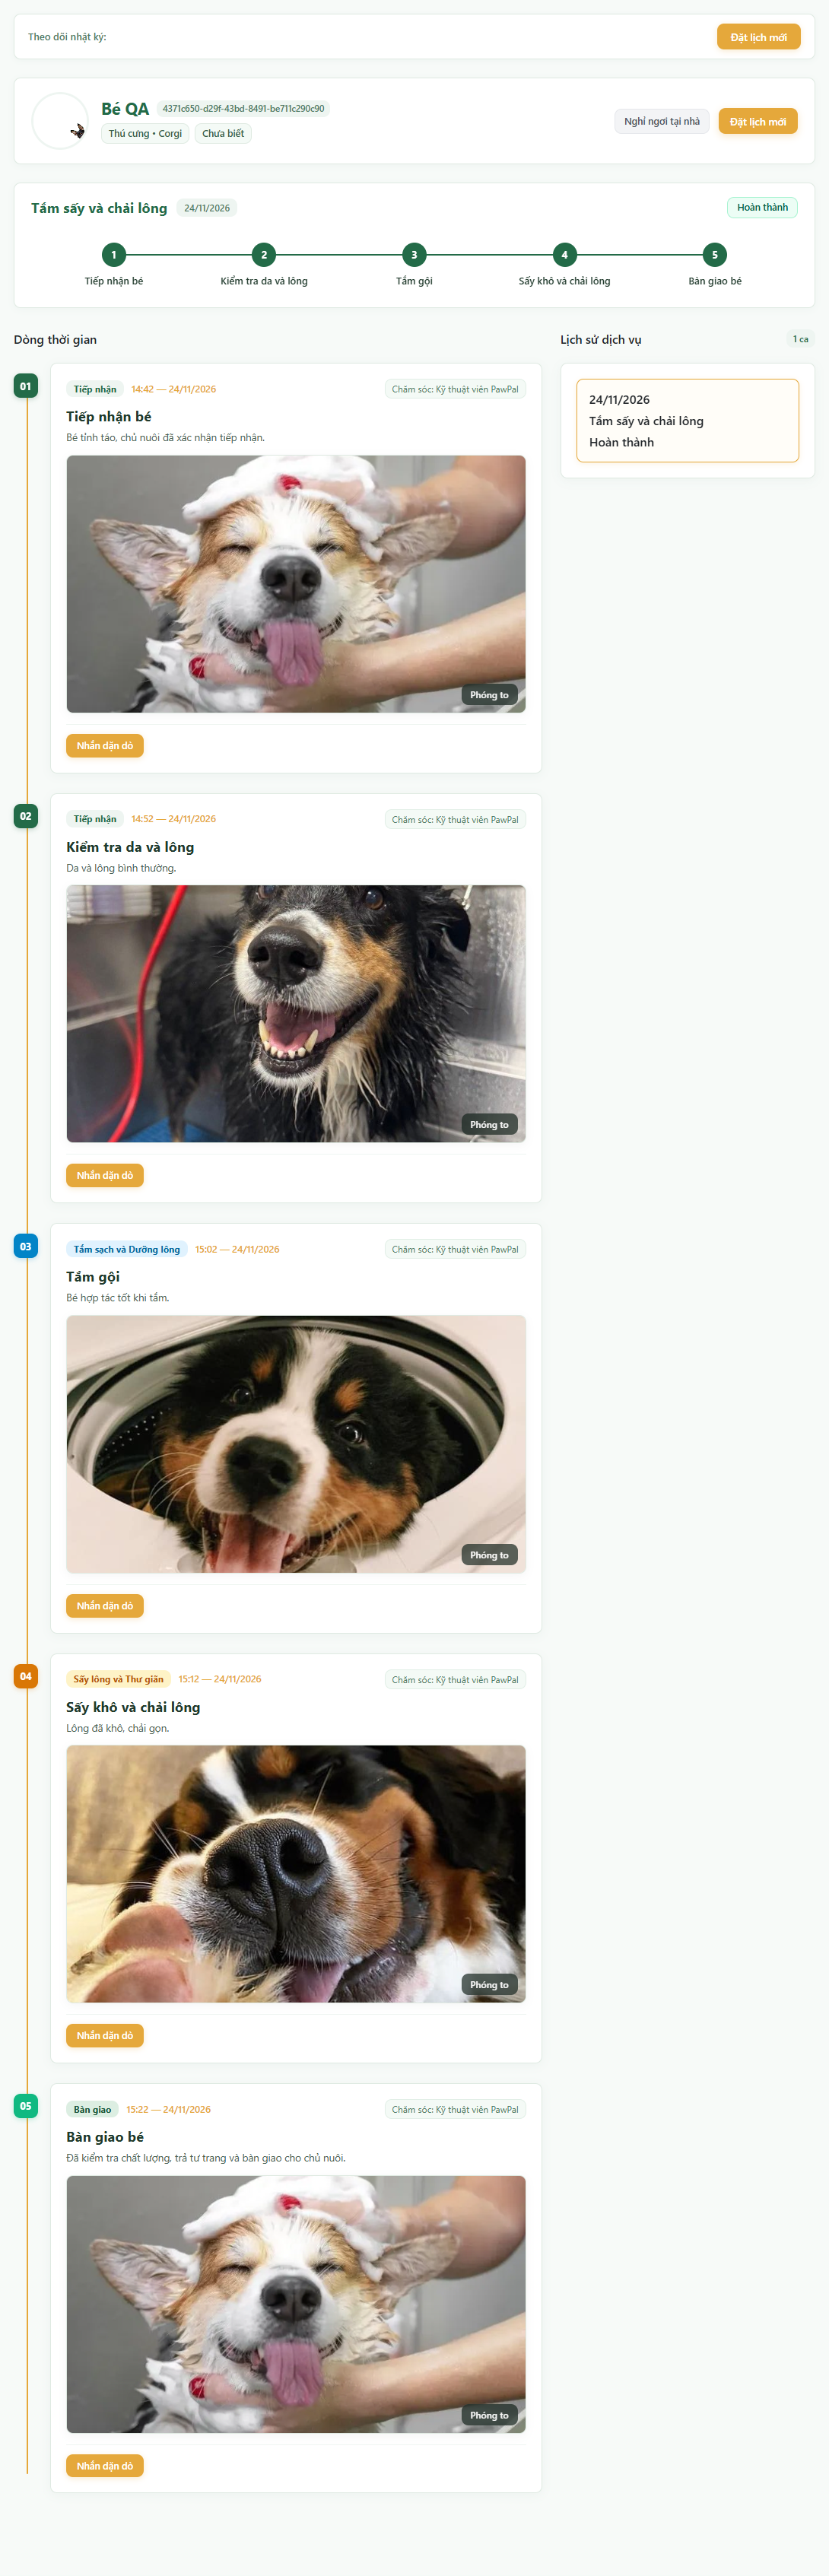 Theo dõi nhật ký:
Đặt lịch mới
Bé QA 4371c650-d29f-43bd-8491-be711c290c90
Thú cưng • Corgi Chưa biết
Nghỉ ngơi tại nhà Đặt lịch mới
Tắm sấy và chải lông 24/11/2026
Hoàn thành
1 2 3 4 5
Tiếp nhận bé Kiểm tra da và lông Tắm gội Sấy khô và chải lông Bàn giao bé
Dòng thời gian
01
Tiếp nhận 14:42 — 24/11/2026 Chăm sóc: Kỹ thuật viên PawPal
Tiếp nhận bé
Bé tỉnh táo, chủ nuôi đã xác nhận tiếp nhận.
Phóng to
Nhắn dặn dò
02
Tiếp nhận 14:52 — 24/11/2026 Chăm sóc: Kỹ thuật viên PawPal
Kiểm tra da và lông
Da và lông bình thường.
Phóng to
Nhắn dặn dò
03
Tắm sạch và Dưỡng lông 15:02 — 24/11/2026 Chăm sóc: Kỹ thuật viên PawPal
Tắm gội
Bé hợp tác tốt khi tắm.
Phóng to
Nhắn dặn dò
04
Sấy lông và Thư giãn 15:12 — 24/11/2026 Chăm sóc: Kỹ thuật viên PawPal
Sấy khô và chải lông
Lông đã khô, chải gọn.
Phóng to
Nhắn dặn dò
05
Bàn giao 15:22 — 24/11/2026 Chăm sóc: Kỹ thuật viên PawPal
Bàn giao bé
Đã kiểm tra chất lượng, trả tư trang và bàn giao cho chủ nuôi.
Phóng to
Nhắn dặn dò
Lịch sử dịch vụ 1 ca
24/11/2026
Tắm sấy và chải lông
Hoàn thành